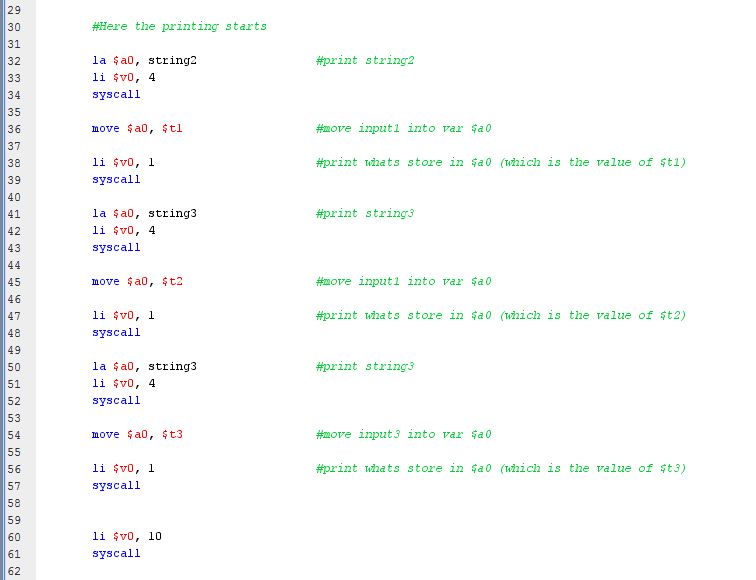 29
30 #Here the printing starts
31
32 la $a0, string2 #print string2
33 li $v0, 4
34 syscall
35
36 move $a0, $t1 #move input1 into var $a0
37
38 li $v0, 1 #print whats store in $a0 (which is the value of $t1)
39 syscall
40
41 la $a0, string3 #print string3
42 li $v0, 4
43 syscall
44
45 move $a0, $t2 #move input1 into var $a0
46
47 li $v0, 1 #print whats store in $a0 (which is the value of $t2)
48 syscall
49
50 la $a0, string3 #print string3
51 li $v0, 4
52 syscall
53
54 move $a0, $t3 #move input3 into var $a0
55
56 li $v0, 1 #print whats store in $a0 (which is the value of $t3)
57 syscall
58
59
60 li $v0, 10
61 syscall
62